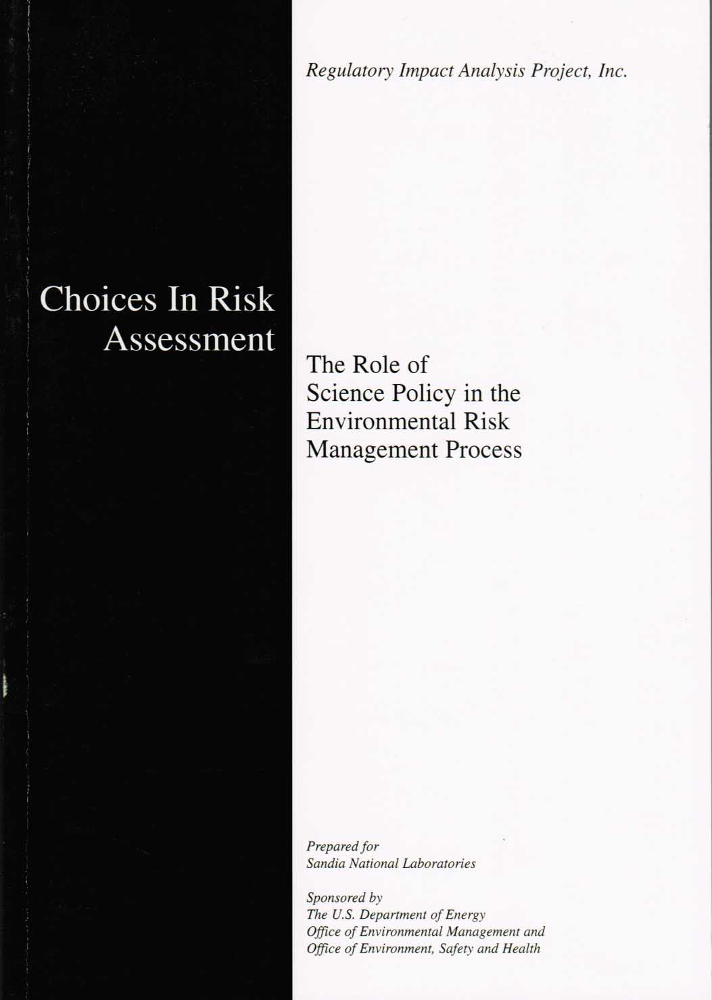 Regulatory Impact Analysis Project, Inc.
Choices In Risk
Assessment
The Role of
Science Policy in the
Environmental Risk
Management Process
Prepared for
Sandia National Laboratories
Sponsored by
The U.S. Department of Energy
Office of Environmental Management and
Office of Environment, Safety and Health